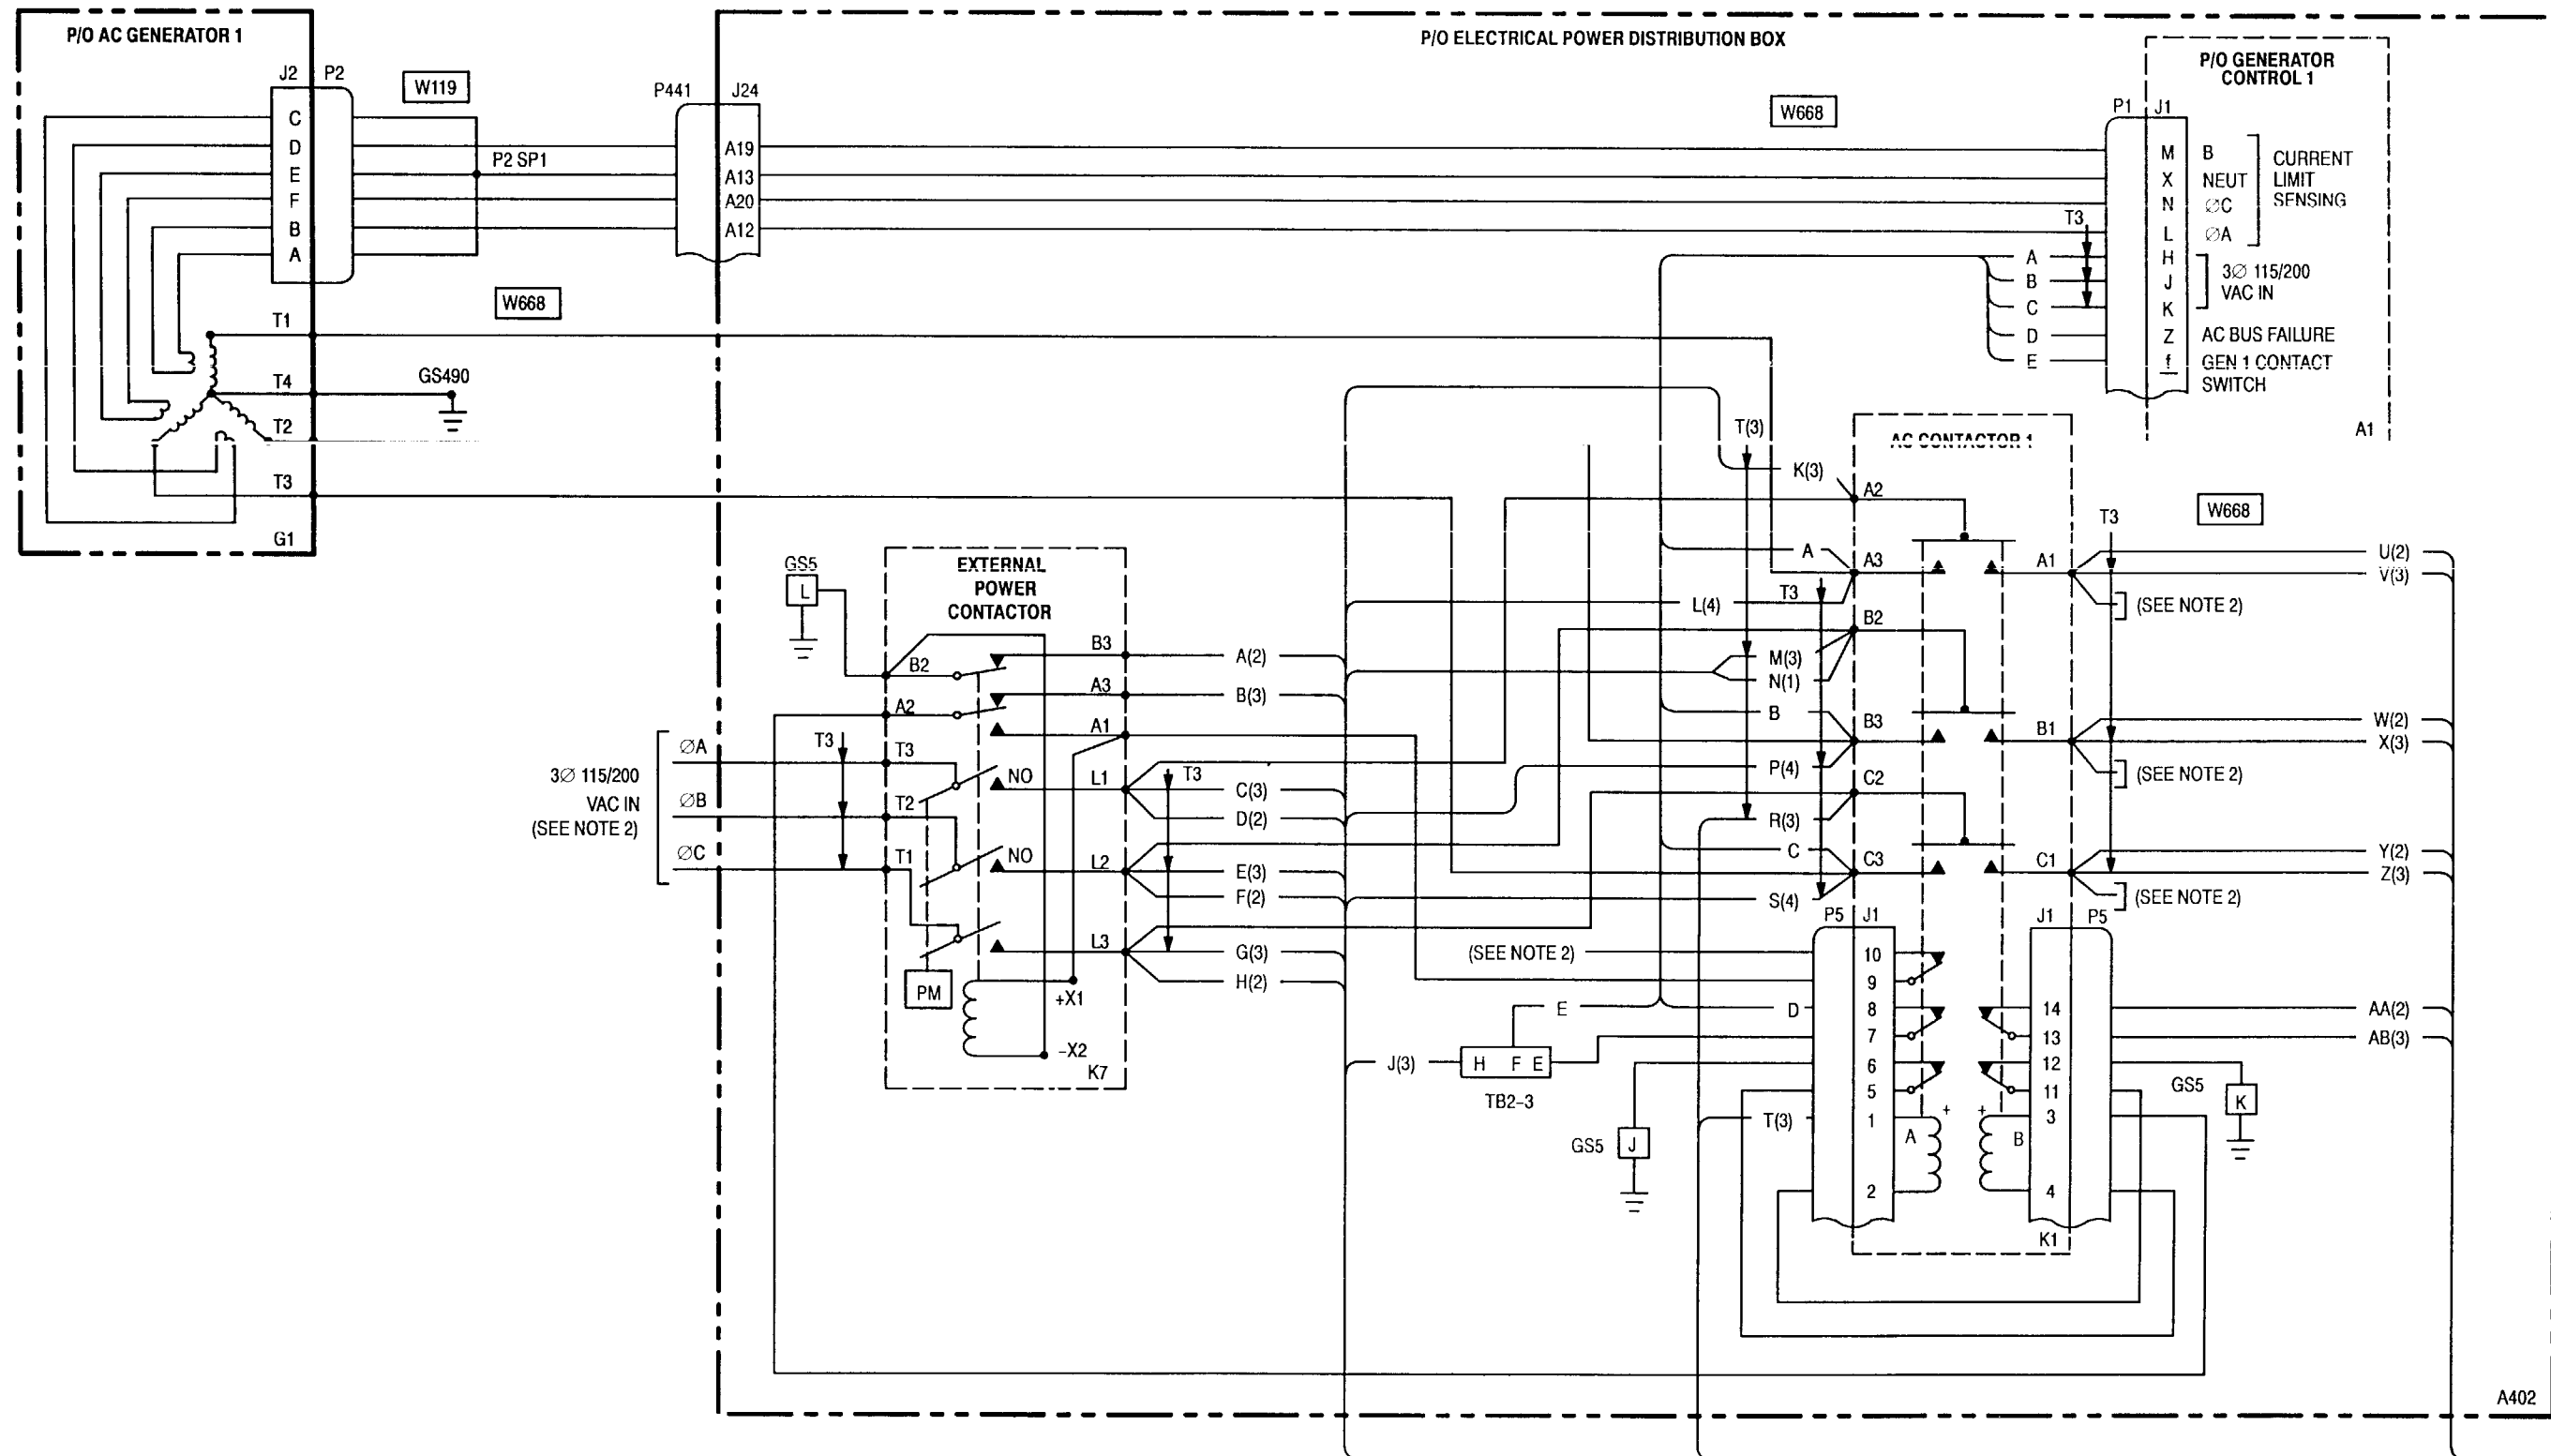 P/O AC GENERATOR 1
J2 P2
W119
C
D
E
F
B
A
P2 SP1
W668
T1
T4
GS490
T2
T3
G1
P/O ELECTRICAL POWER DISTRIBUTION BOX
P441 J24
A19
A13
A20
A12
W668
P/O GENERATOR
CONTROL 1
P1 J1
M B
X NEUT
N ∅C
L ∅A
CURRENT
LIMIT
SENSING
T3
A H
B J
C K
3∅ 115/200
VAC IN
D Z AC BUS FAILURE
E f GEN 1 CONTACT
SWITCH
A1
T(3)
AC CONTACTOR 1
K(3)
A2
W668
T3
A A3 A1
U(2)
V(3)
(SEE NOTE 2)
L(4) T3
B2
M(3)
N(1)
B B3 B1
W(2)
X(3)
(SEE NOTE 2)
P(4) C2
R(3)
C C3 C1
Y(2)
Z(3)
(SEE NOTE 2)
S(4)
GS5
L
EXTERNAL
POWER
CONTACTOR
B2 B3 A(2)
A2 A3 B(3)
A1
3∅ 115/200
VAC IN
(SEE NOTE 2)
∅A
∅B
∅C
T3
T3 NO L1 T3
C(3)
D(2)
T2 NO L2
E(3)
F(2)
T1 L3
G(3)
H(2)
PM
+X1
-X2
K7
P5 J1
J1 P5
(SEE NOTE 2) 10
9
E D 8
7
6
5
T(3) 1
2
A +
+ B
14 AA(2)
13 AB(3)
12
11
3
4
J(3) H F E
TB2-3
GS5 J
GS5
K
K1
A402